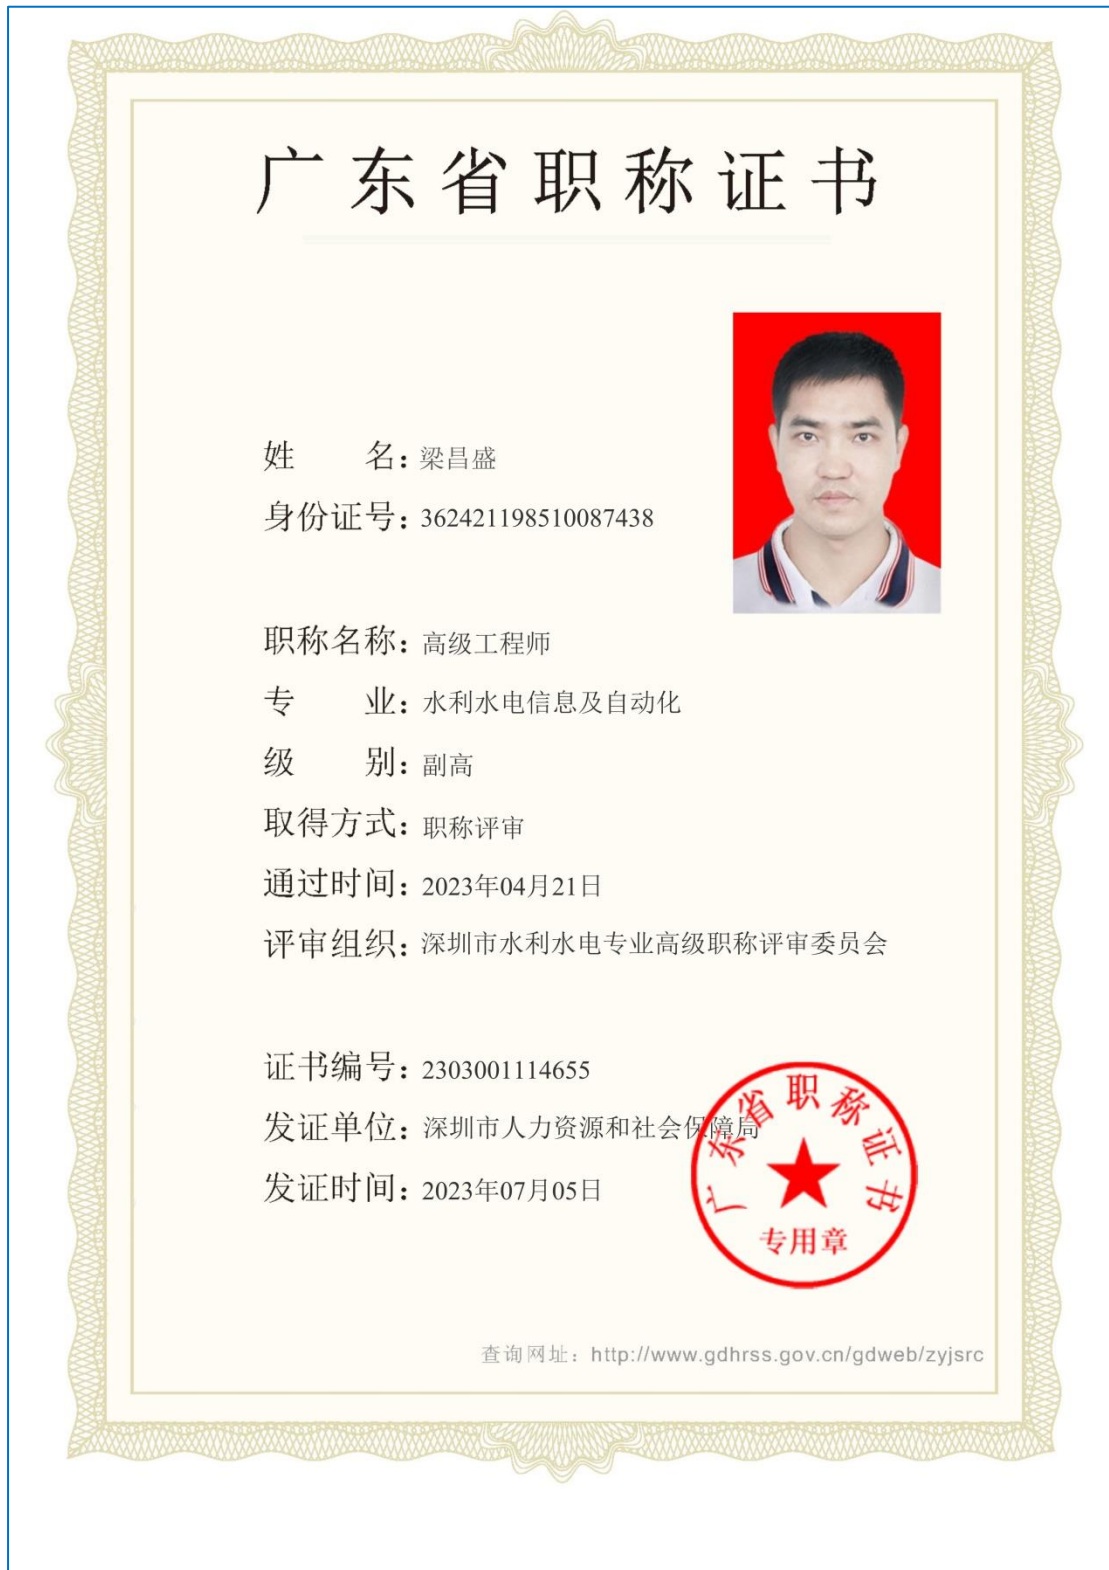 广东省职称证书
姓 名：梁昌盛
身份证号：362421198510087438
职称名称：高级工程师
专 业：水利水电信息及自动化
级 别：副高
取得方式：职称评审
通过时间：2023年04月21日
评审组织：深圳市水利水电专业高级职称评审委员会
证书编号：2303001114655
发证单位：深圳市人力资源和社会保障局
发证时间：2023年07月05日
广东省职称证书
专用章
查询网址：http://www.gdhrss.gov.cn/gdweb/zyjsrc